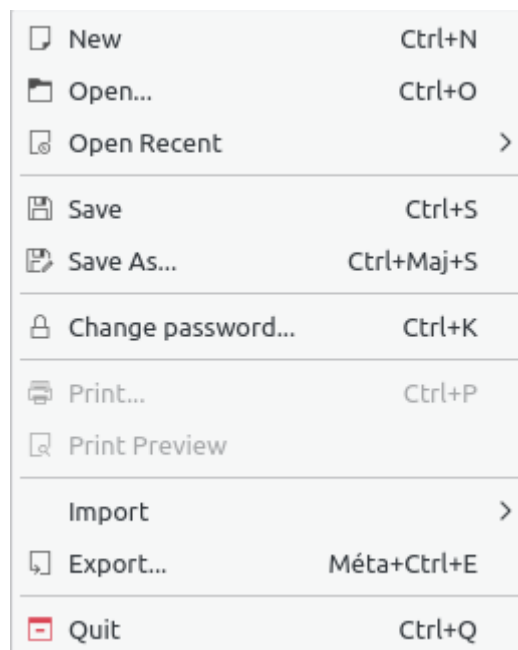 New Ctrl+N
Open... Ctrl+O
Open Recent
Save Ctrl+S
Save As... Ctrl+Maj+S
Change password... Ctrl+K
Print... Ctrl+P
Print Preview
Import
Export... Méta+Ctrl+E
Quit Ctrl+Q